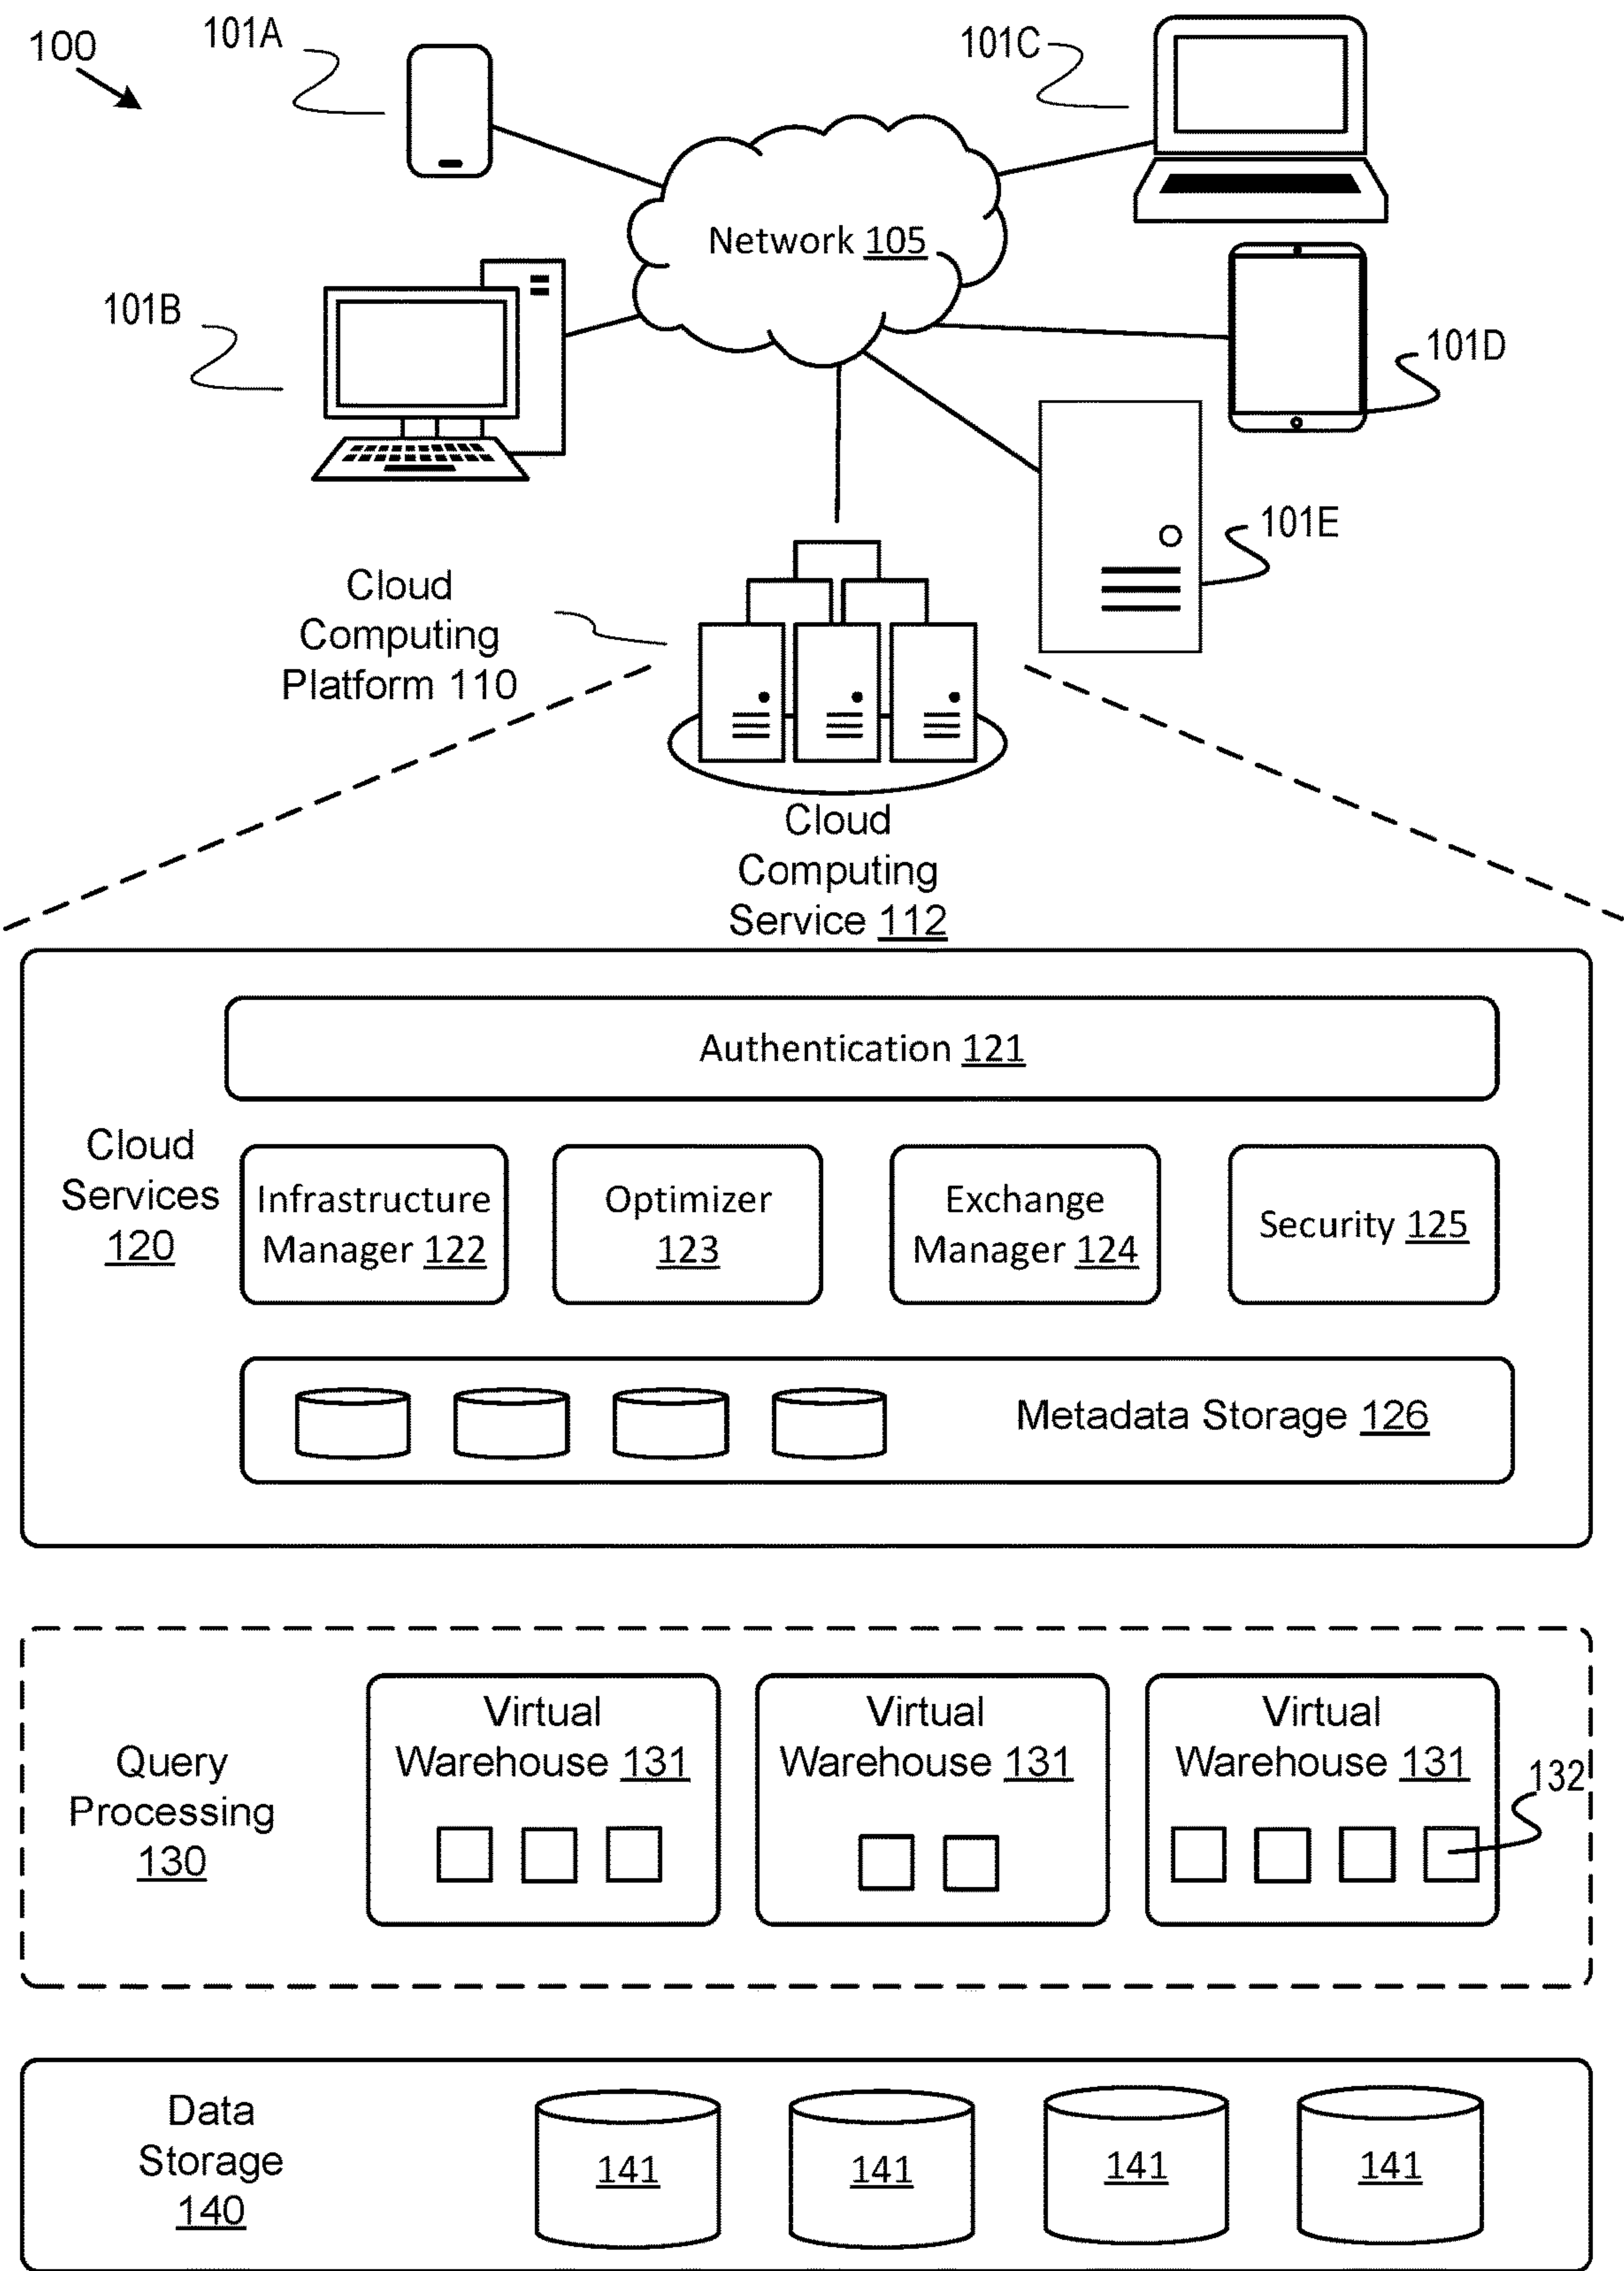 100
101A
101C
Network 105
101B
101D
101E
Cloud
Computing
Platform 110
Cloud
Computing
Service 112
Authentication 121
Cloud
Services
120
Infrastructure
Manager 122
Optimizer
123
Exchange
Manager 124
Security 125
Metadata Storage 126
Query
Processing
130
Virtual
Warehouse 131
Virtual
Warehouse 131
Virtual
Warehouse 131
132
Data
Storage
140
141
141
141
141